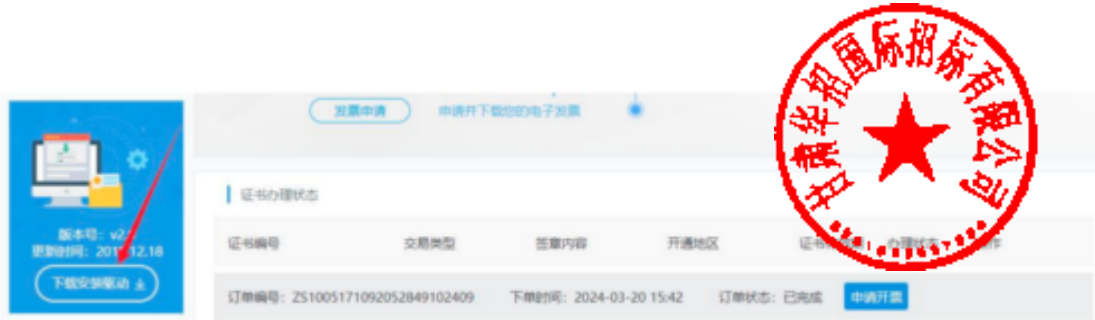 发票申请 申请并下载您的电子发票
证书办理状态
证书编号 交易类型 签章内容 开通地区 办理状态
订单编号：ZS10051710920528491​02409 下单时间：2024-03-20 15:42 订单状态：已完成 申请开票
版本号：v2
更新时间：201 12.18
下载安装驱动
甘肃华招国际招标有限公司